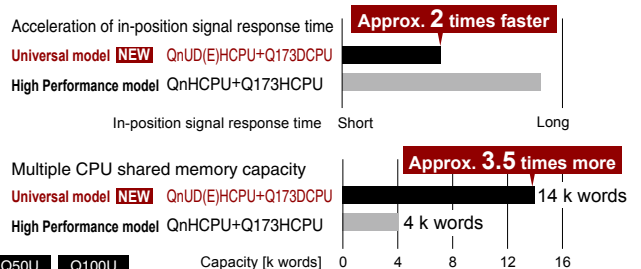 Acceleration of in-position signal response time
Approx. 2 times faster
Universal model NEW QnUD(E)HCPU+Q173DCPU
High Performance model QnHCPU+Q173HCPU
In-position signal response time Short Long
Multiple CPU shared memory capacity
Approx. 3.5 times more
Universal model NEW QnUD(E)HCPU+Q173DCPU 14 k words
High Performance model QnHCPU+Q173HCPU 4 k words
Q50U Q100U
Capacity [k words] 0 4 8 12 16